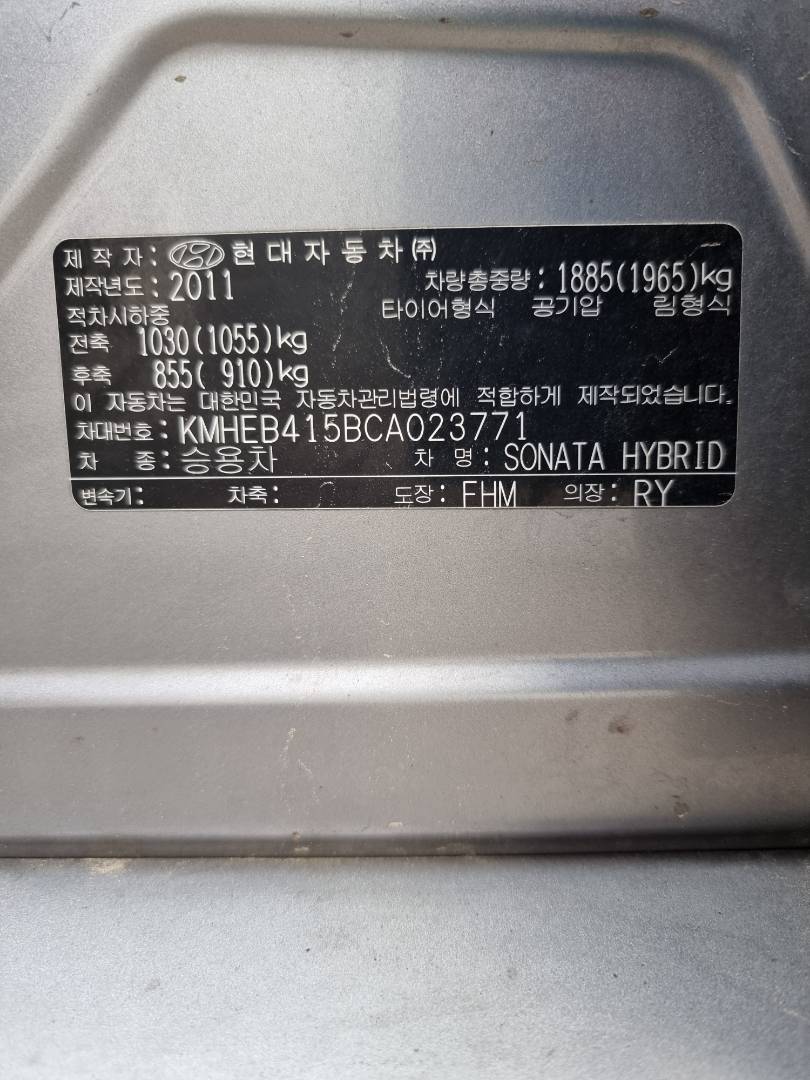 제 작 자 : 현대자동차㈜
제작년도 : 2011 차량총중량 : 1885(1965)kg
적차시하중 타이어형식 공기압 림형식
전축 1030(1055)kg
후축 855( 910)kg
이 자동차는 대한민국 자동차관리법령에 적합하게 제작되었습니다.
차대번호 : KMHEB415BCA023771
차 종 : 승용차 차 명 : SONATA HYBRID
변속기 : 차축 : 도장 : FHM 의장 : RY